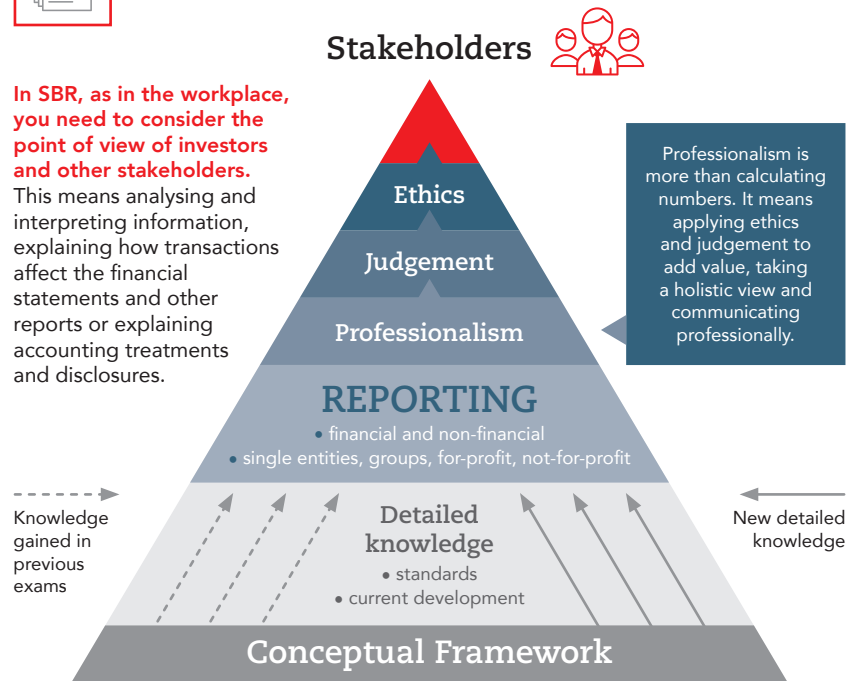 Stakeholders
In SBR, as in the workplace,
you need to consider the
point of view of investors
and other stakeholders.
This means analysing and
interpreting information,
explaining how transactions
affect the financial
statements and other
reports or explaining
accounting treatments
and disclosures.
Ethics
Judgement
Professionalism
Professionalism is
more than calculating
numbers. It means
applying ethics
and judgement to
add value, taking
a holistic view and
communicating
professionally.
REPORTING
• financial and non-financial
• single entities, groups, for-profit, not-for-profit
Knowledge
gained in
previous
exams
Detailed
knowledge
• standards
• current development
New detailed
knowledge
Conceptual Framework